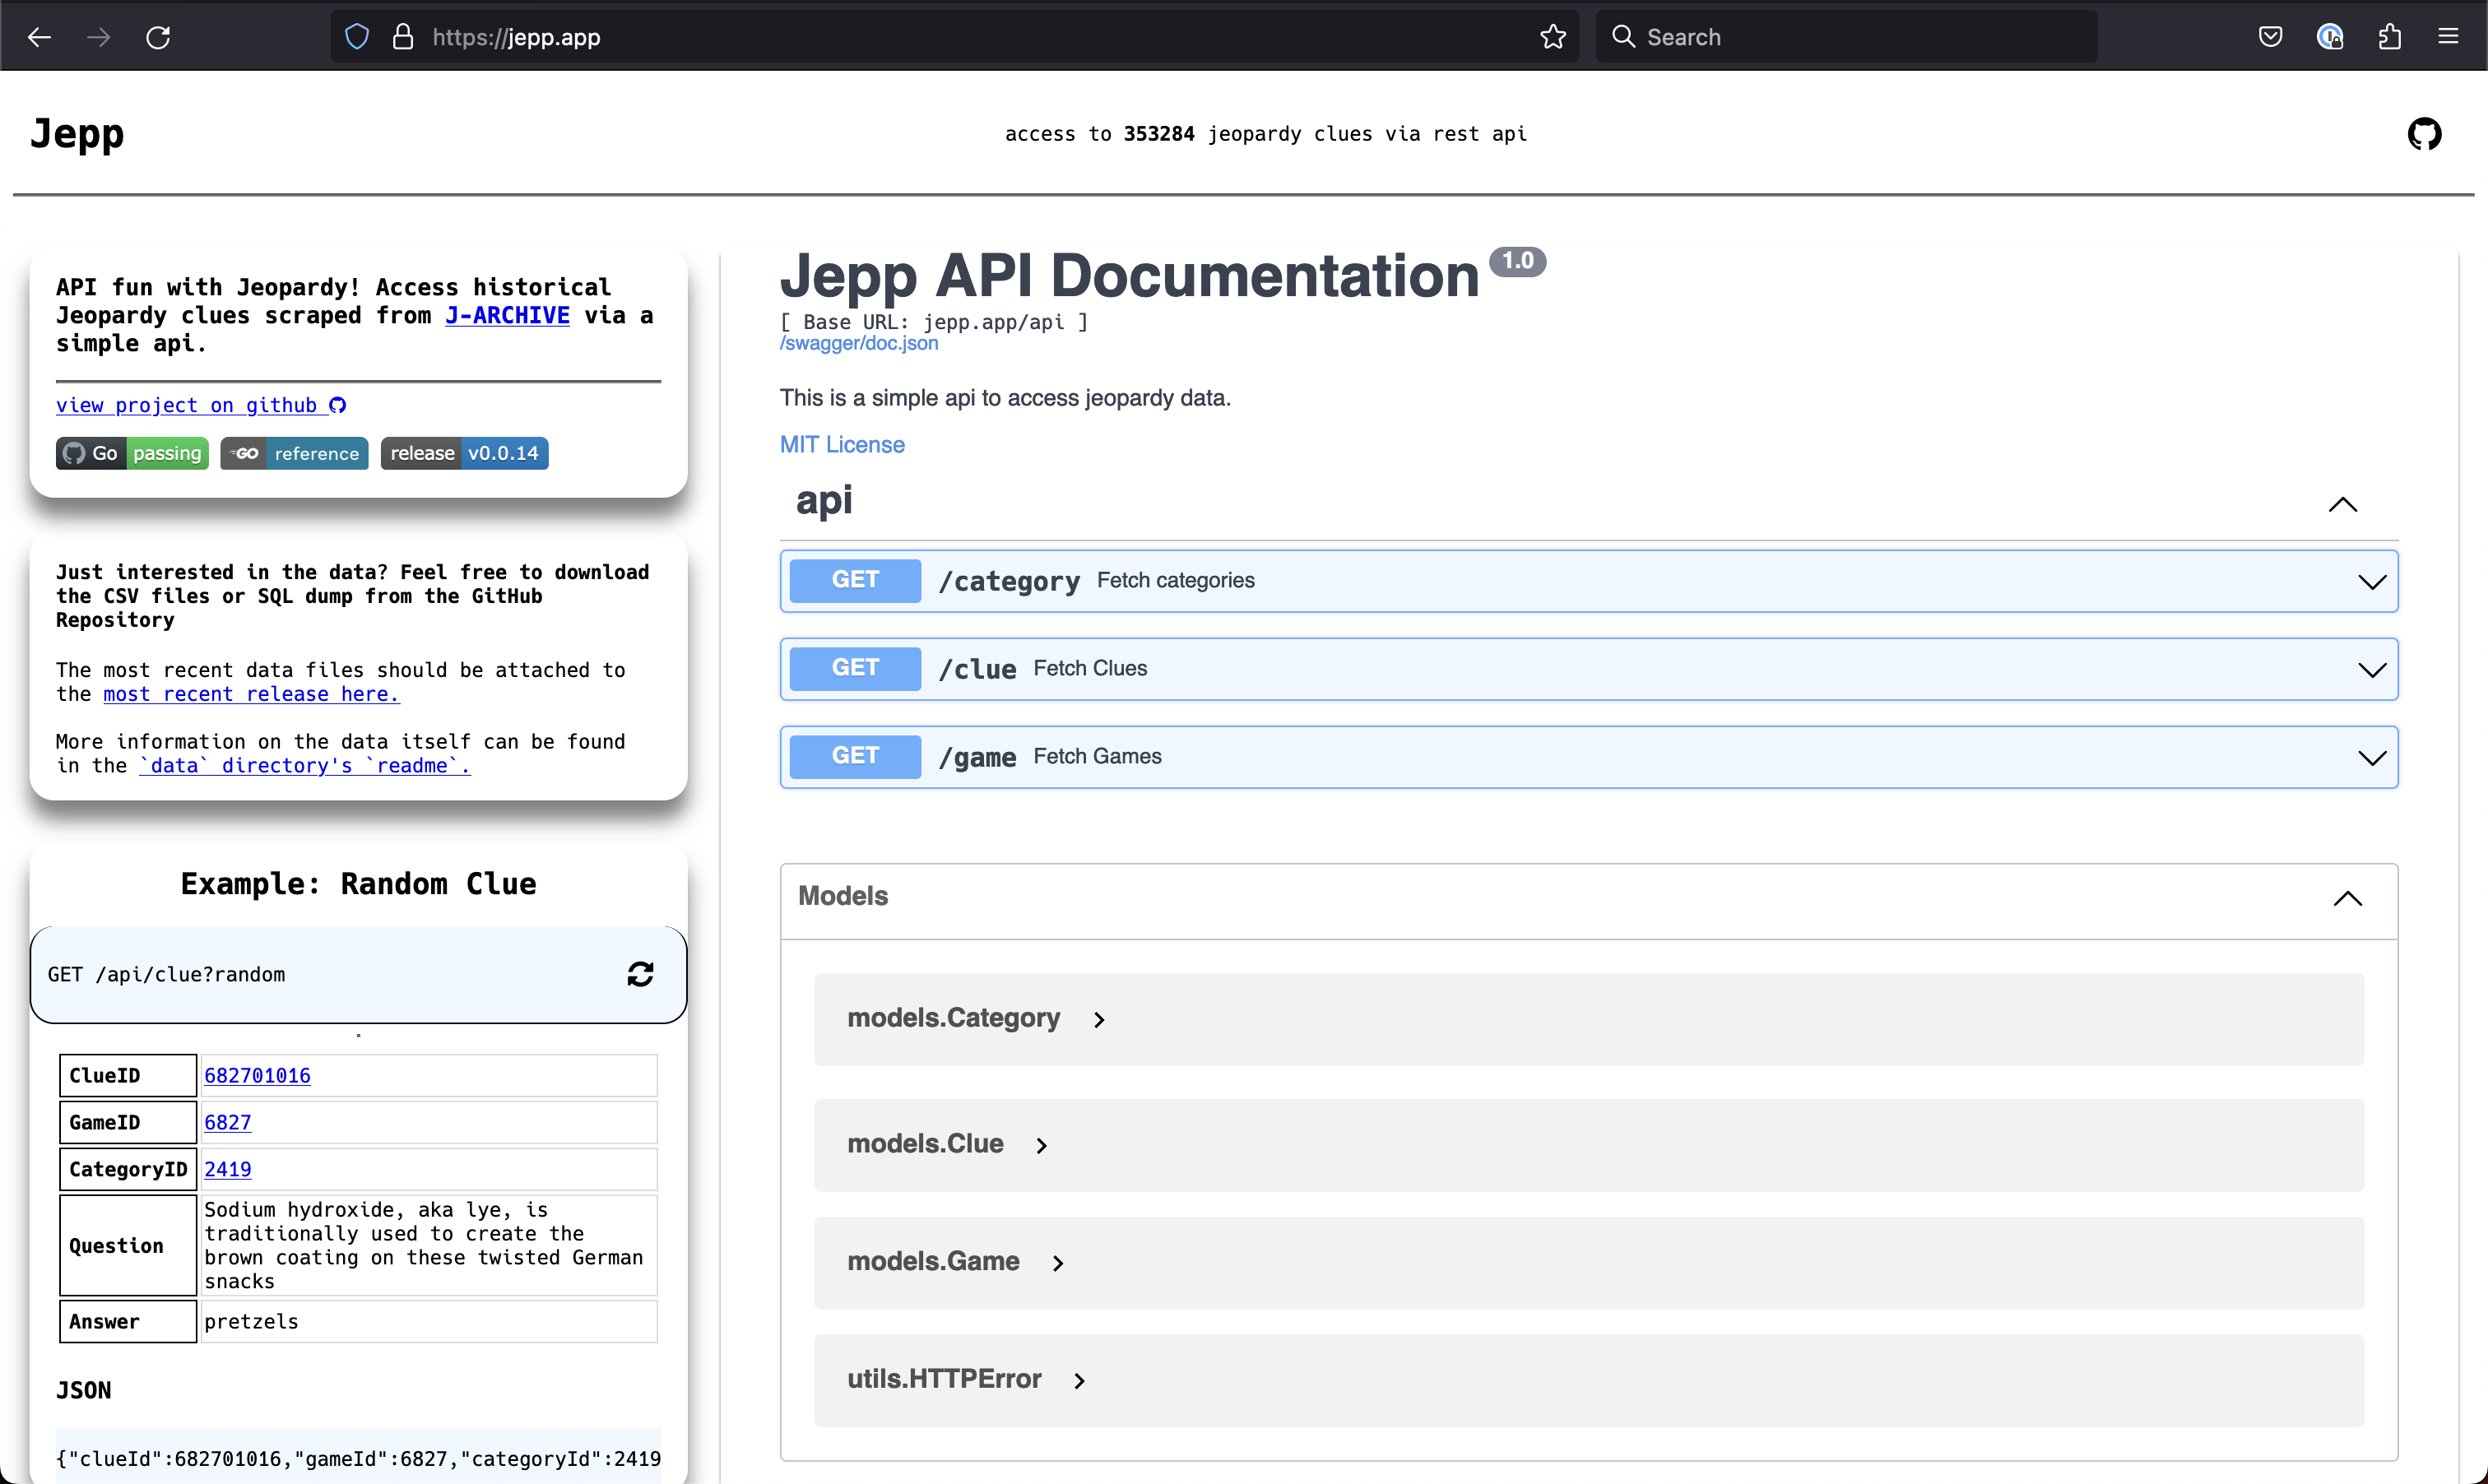 https://jepp.app
Search
Jepp
access to 353284 jeopardy clues via rest api
API fun with Jeopardy! Access historical
Jeopardy clues scraped from J-ARCHIVE via a
simple api.
view project on github
Go passing
GO reference
release v0.0.14
Just interested in the data? Feel free to download
the CSV files or SQL dump from the GitHub
Repository
The most recent data files should be attached to
the most recent release here.
More information on the data itself can be found
in the `data` directory's `readme`.
Example: Random Clue
GET /api/clue?random
.
ClueID 682701016
GameID 6827
CategoryID 2419
Question Sodium hydroxide, aka lye, is
traditionally used to create the
brown coating on these twisted German
snacks
Answer pretzels
JSON
{"clueId":682701016,"gameId":6827,"categoryId":2419
Jepp API Documentation 1.0
[ Base URL: jepp.app/api ]
/swagger/doc.json
This is a simple api to access jeopardy data.
MIT License
api
GET /category Fetch categories
GET /clue Fetch Clues
GET /game Fetch Games
Models
models.Category
models.Clue
models.Game
utils.HTTPError